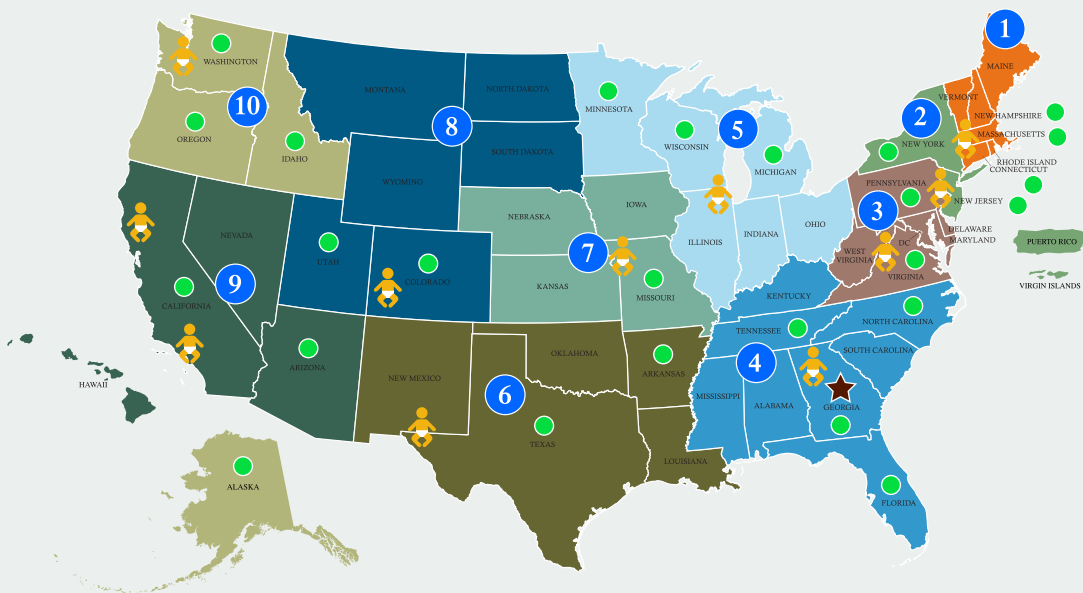 1
MAINE
WASHINGTON
VERMONT
10
MONTANA
NORTH DAKOTA
MINNESOTA
2
NEW HAMPSHIRE
OREGON
8
5
MASSACHUSETTS
NEW YORK
WISCONSIN
IDAHO
SOUTH DAKOTA
MICHIGAN
RHODE ISLAND
CONNECTICUT
WYOMING
PENNSYLVANIA
NEW JERSEY
IOWA
3
NEBRASKA
OHIO
DELAWARE
NEVADA
ILLINOIS
INDIANA
DC
MARYLAND
PUERTO RICO
UTAH
7
WEST
VIRGINIA
COLORADO
VIRGINIA
9
KANSAS
MISSOURI
VIRGIN ISLANDS
CALIFORNIA
KENTUCKY
NORTH CAROLINA
TENNESSEE
SOUTH CAROLINA
OKLAHOMA
4
ARIZONA
NEW MEXICO
ARKANSAS
HAWAII
6
MISSISSIPPI
ALABAMA
GEORGIA
TEXAS
LOUISIANA
ALASKA
FLORIDA